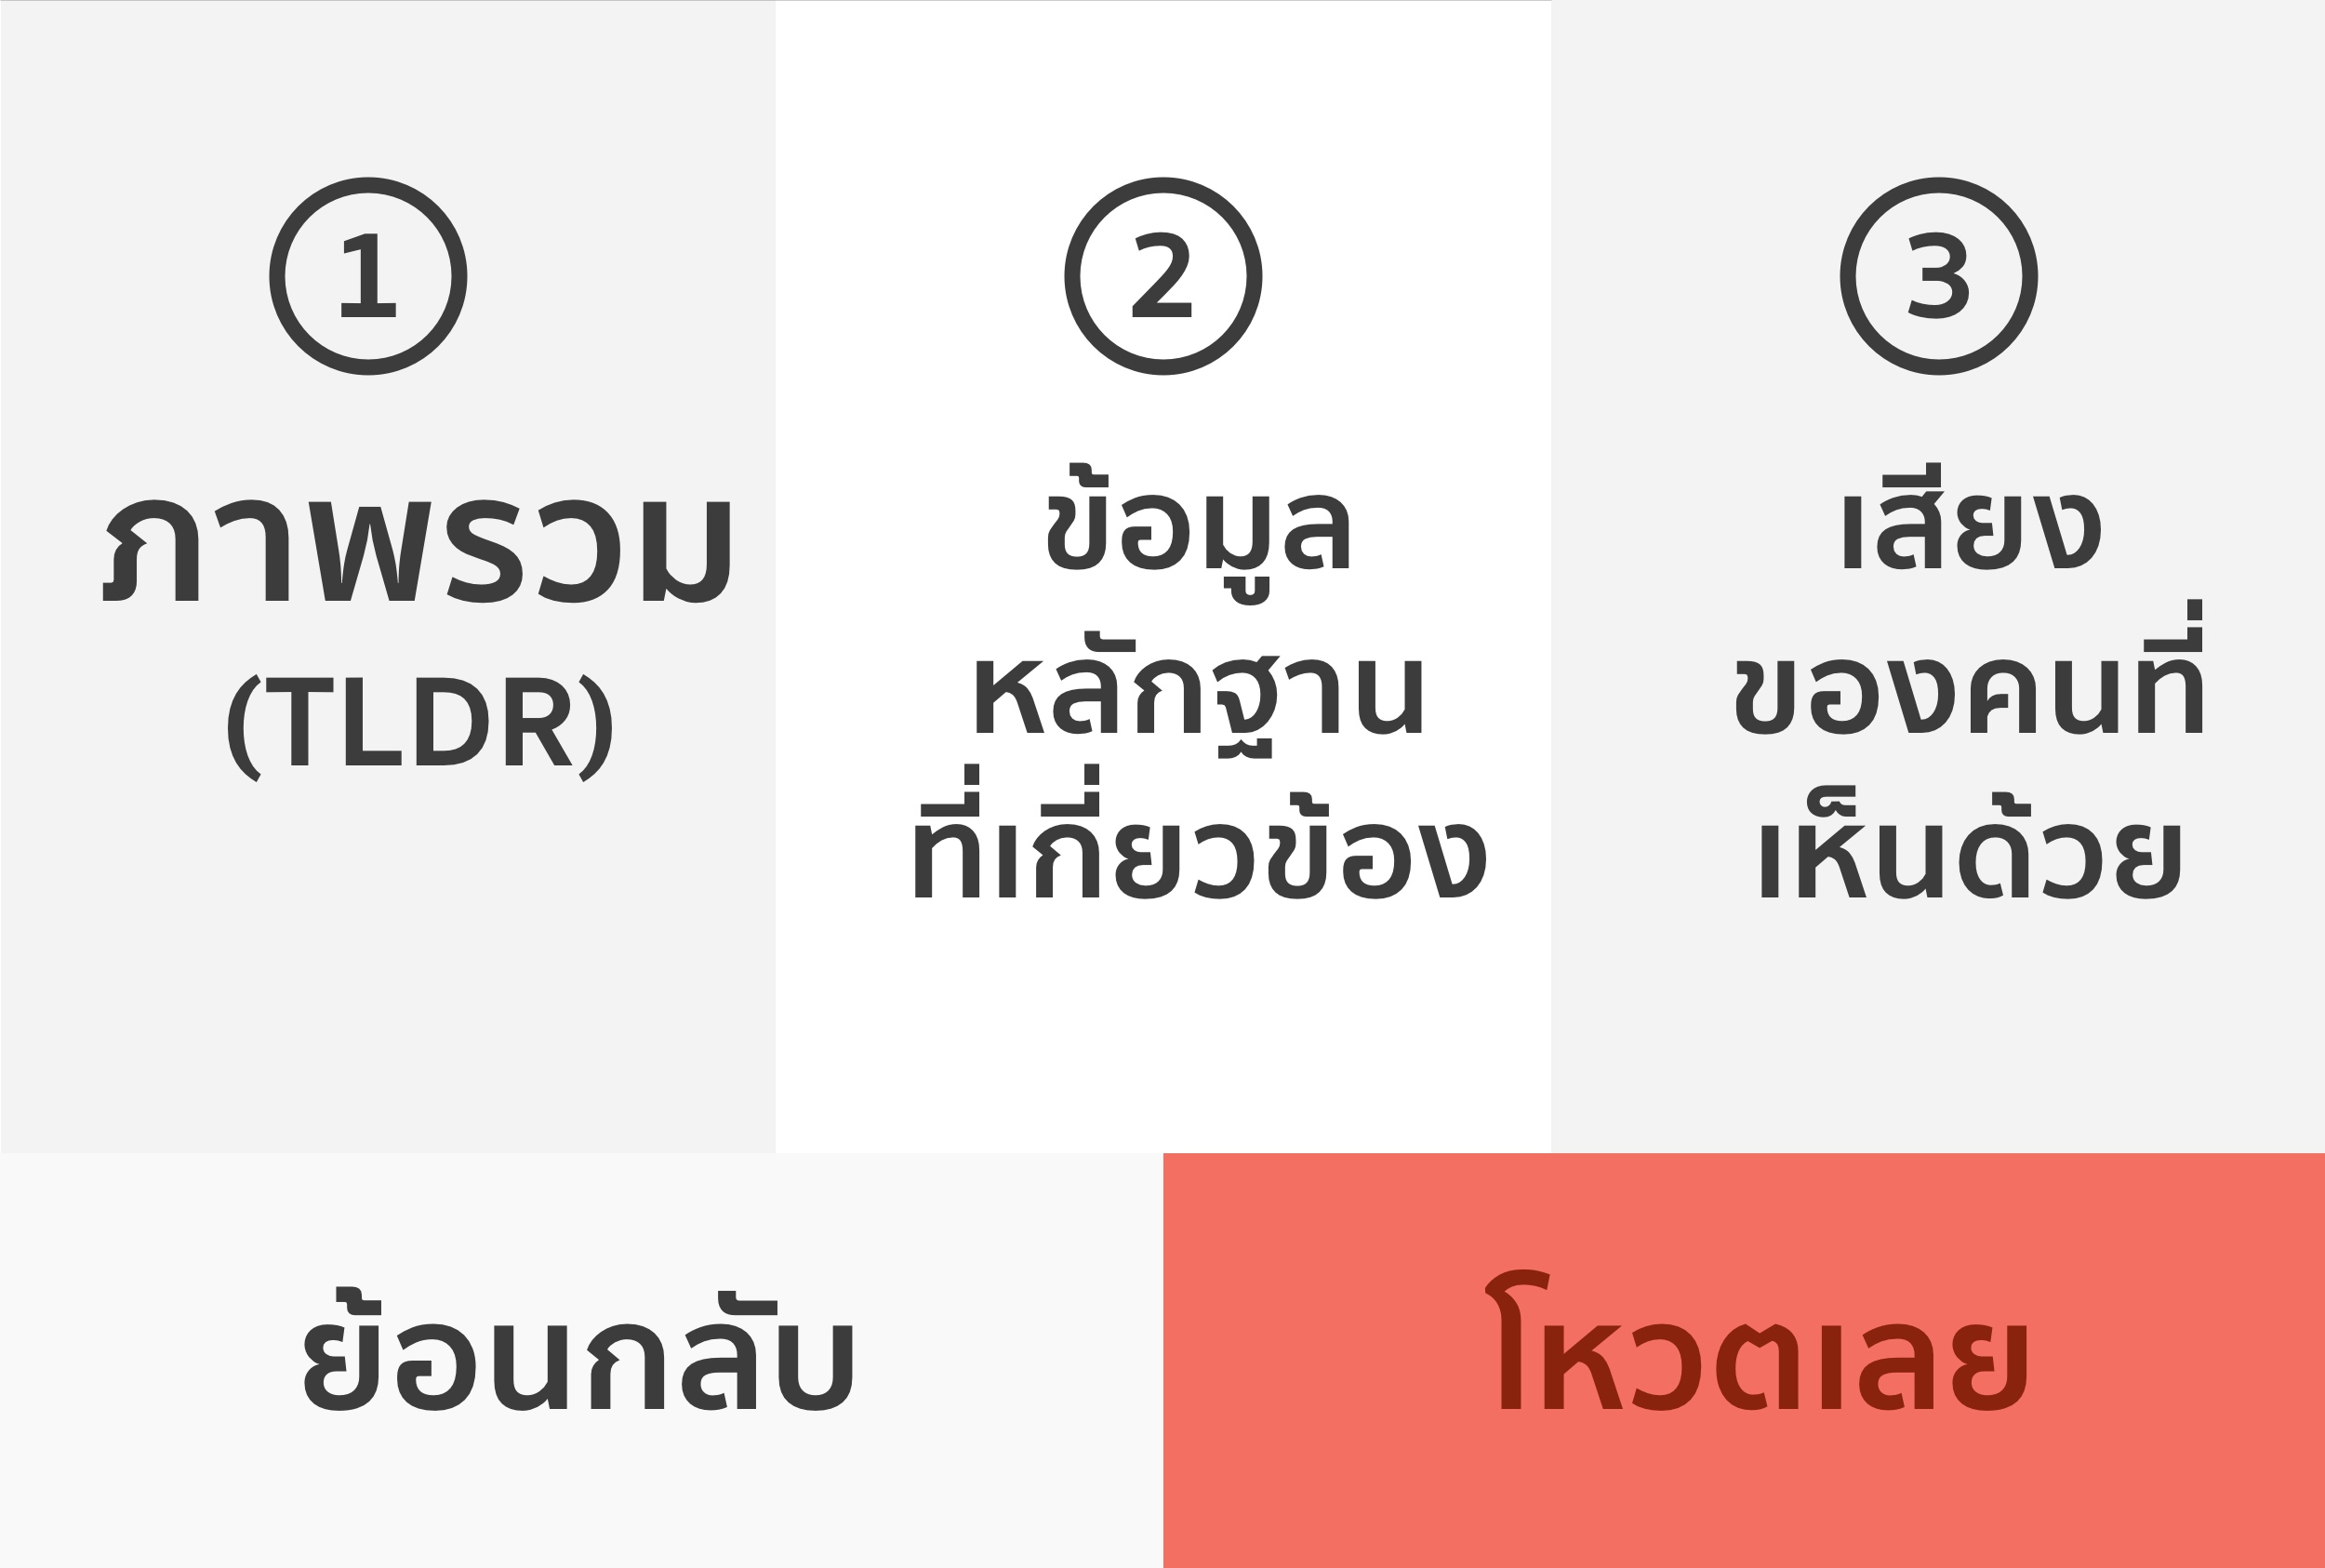 1
ภาพรวม
(TLDR)
2
ข้อมูล
หลักฐาน
ที่เกี่ยวข้อง
3
เสียง
ของคนที่
เห็นด้วย
ย้อนกลับ
โหวตเลย